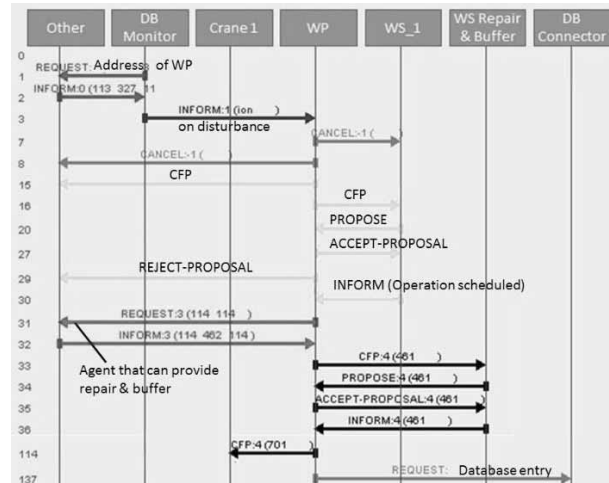 Other
DB Monitor
Crane 1
WP
WS_1
WS Repair & Buffer
DB Connector
0
1 REQUEST: Address of WP
2 INFORM:0 (113 327 11
3 INFORM:1 (ion )
on disturbance
7 CANCEL:-1 (
8 CANCEL:-1 ( )
15 CFP
16 CFP
20 PROPOSE
27 ACCEPT-PROPOSAL
29 REJECT-PROPOSAL
30 INFORM (Operation scheduled)
31 REQUEST:3 (114 114 )
32 INFORM:3 (114 462 114)
Agent that can provide
repair & buffer
33 CFP:4 (461 )
34 PROPOSE:4 (461 )
35 ACCEPT-PROPOSAL:4 (461 )
36 INFORM:4 (461 )
114 CFP:4 (701 )
137 REQUEST: Database entry